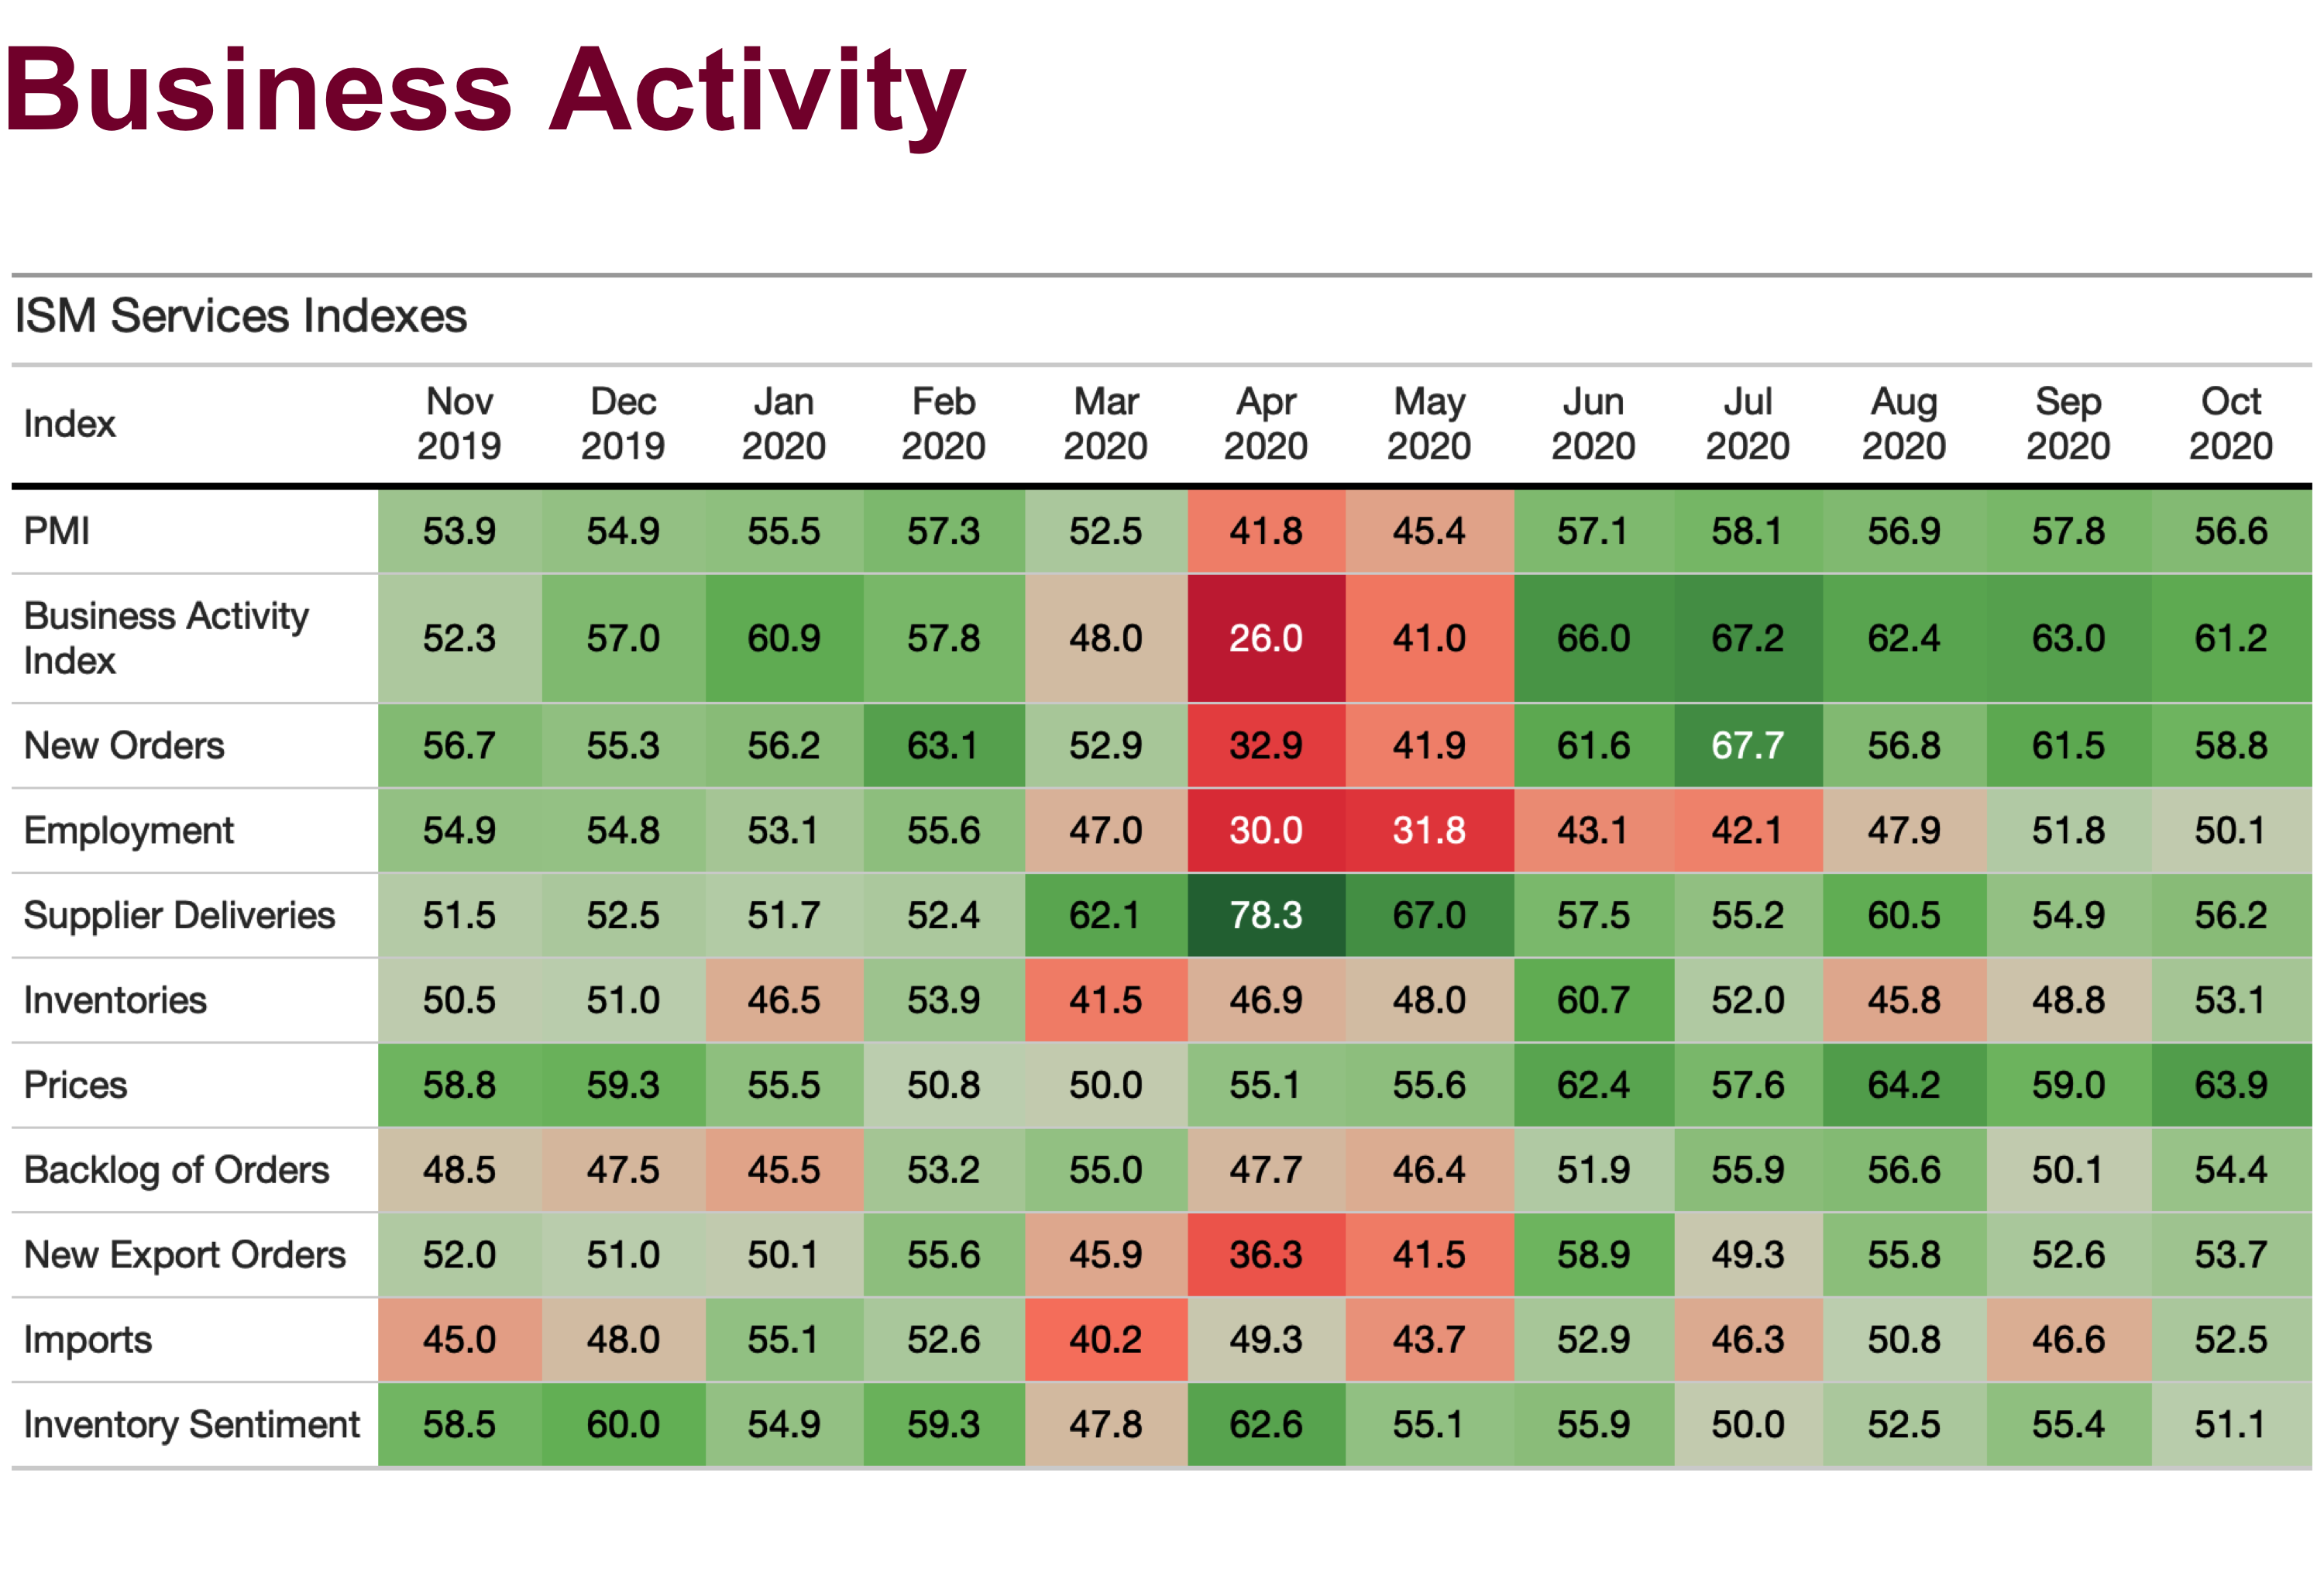 Business Activity
ISM Services Indexes
Index Nov 2019 Dec 2019 Jan 2020 Feb 2020 Mar 2020 Apr 2020 May 2020 Jun 2020 Jul 2020 Aug 2020 Sep 2020 Oct 2020
PMI 53.9 54.9 55.5 57.3 52.5 41.8 45.4 57.1 58.1 56.9 57.8 56.6
Business Activity Index 52.3 57.0 60.9 57.8 48.0 26.0 41.0 66.0 67.2 62.4 63.0 61.2
New Orders 56.7 55.3 56.2 63.1 52.9 32.9 41.9 61.6 67.7 56.8 61.5 58.8
Employment 54.9 54.8 53.1 55.6 47.0 30.0 31.8 43.1 42.1 47.9 51.8 50.1
Supplier Deliveries 51.5 52.5 51.7 52.4 62.1 78.3 67.0 57.5 55.2 60.5 54.9 56.2
Inventories 50.5 51.0 46.5 53.9 41.5 46.9 48.0 60.7 52.0 45.8 48.8 53.1
Prices 58.8 59.3 55.5 50.8 50.0 55.1 55.6 62.4 57.6 64.2 59.0 63.9
Backlog of Orders 48.5 47.5 45.5 53.2 55.0 47.7 46.4 51.9 55.9 56.6 50.1 54.4
New Export Orders 52.0 51.0 50.1 55.6 45.9 36.3 41.5 58.9 49.3 55.8 52.6 53.7
Imports 45.0 48.0 55.1 52.6 40.2 49.3 43.7 52.9 46.3 50.8 46.6 52.5
Inventory Sentiment 58.5 60.0 54.9 59.3 47.8 62.6 55.1 55.9 50.0 52.5 55.4 51.1